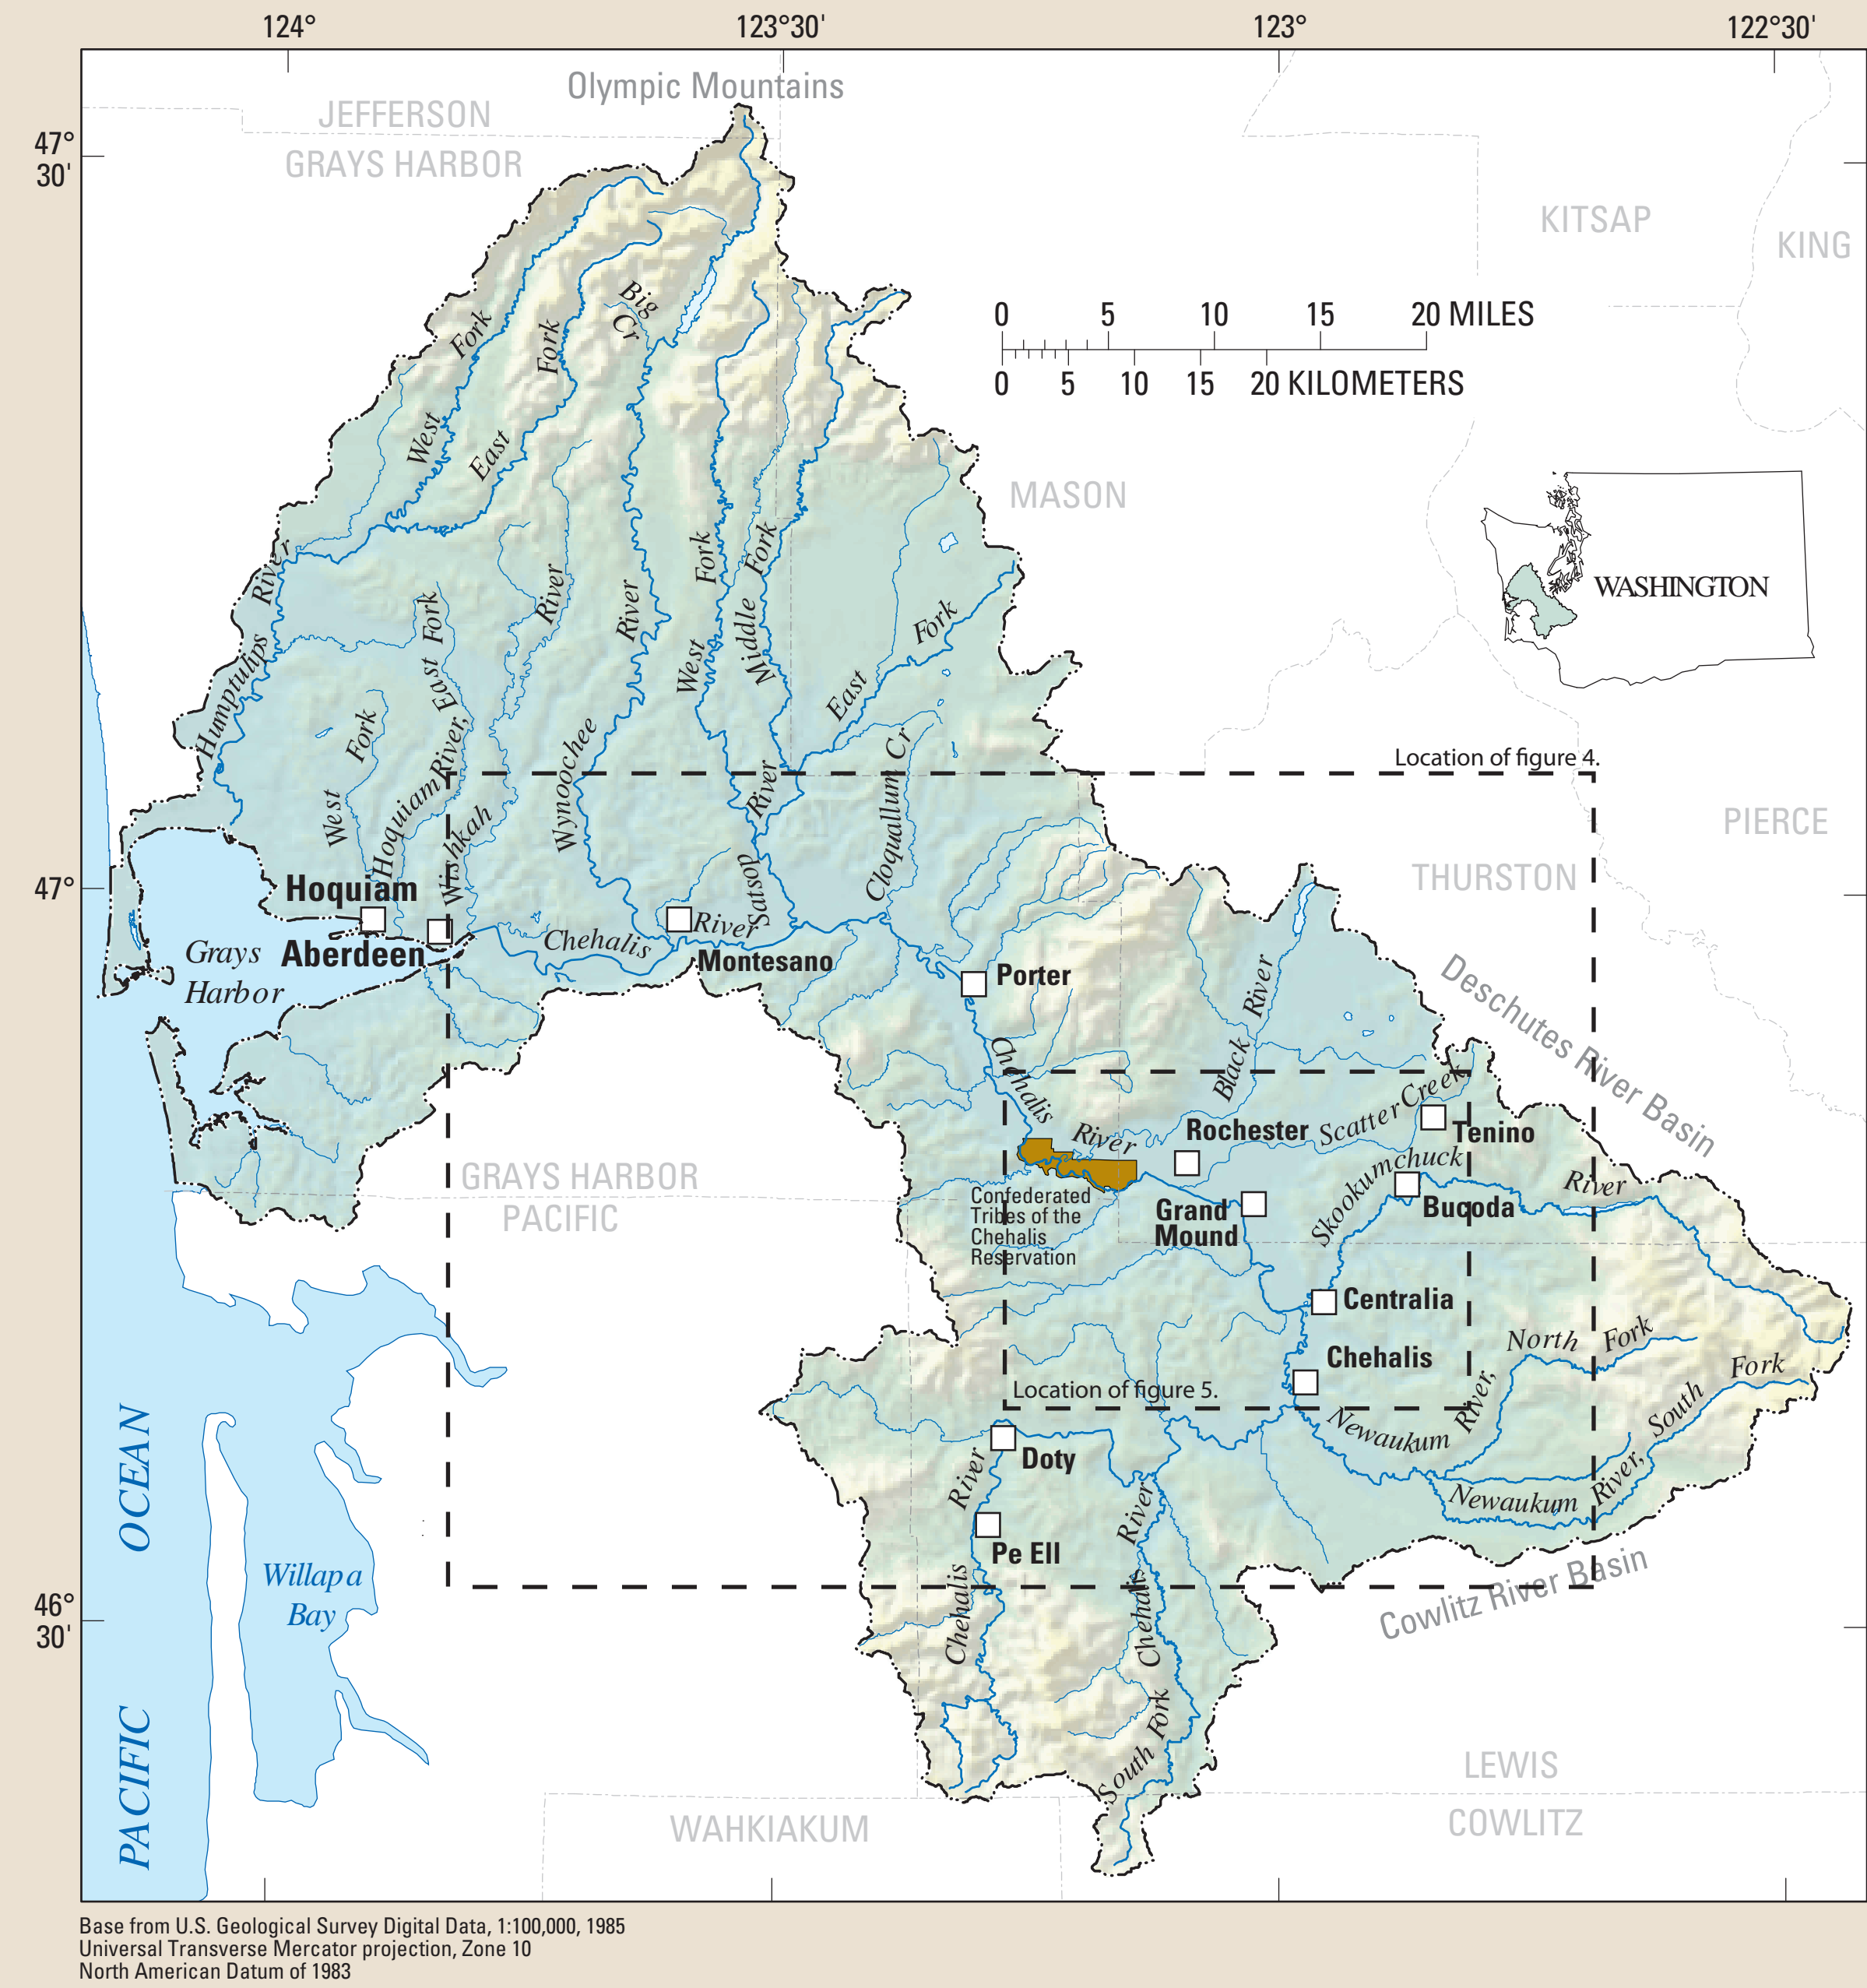 124°
123°30'
123°
122°30'
47°
30'
47°
46°
30'
Olympic Mountains
JEFFERSON
GRAYS HARBOR
KITSAP
KING
MASON
0 5 10 15 20 MILES
0 5 10 15 20 KILOMETERS
WASHINGTON
Big
Cr
West
Fork
East
Fork
Humptulips
River
West
Fork
Hoquiam River,
East Fork
Wishkah
River
Wynoochee
River
West
Fork
Middle
Fork
East
Fork
Satsop
River
Cloquallum Cr
Location of figure 4.
PIERCE
THURSTON
Hoquiam
Aberdeen
Grays
Harbor
Chehalis
River
Montesano
Porter
Chehalis
River
Black
River
Deschutes River Basin
Rochester
Scatter Creek
Tenino
Skookumchuck
River
Bucoda
Confederated
Tribes of the
Chehalis
Reservation
Grand
Mound
GRAYS HARBOR
PACIFIC
Centralia
Chehalis
Location of figure 5.
Newaukum
River,
North
Fork
Newaukum
River,
South
Fork
Doty
River
Pe Ell
Chehalis
River
Chehalis
South
Fork
Cowlitz River Basin
PACIFIC
OCEAN
Willapa
Bay
WAHKIAKUM
LEWIS
COWLITZ
Base from U.S. Geological Survey Digital Data, 1:100,000, 1985
Universal Transverse Mercator projection, Zone 10
North American Datum of 1983